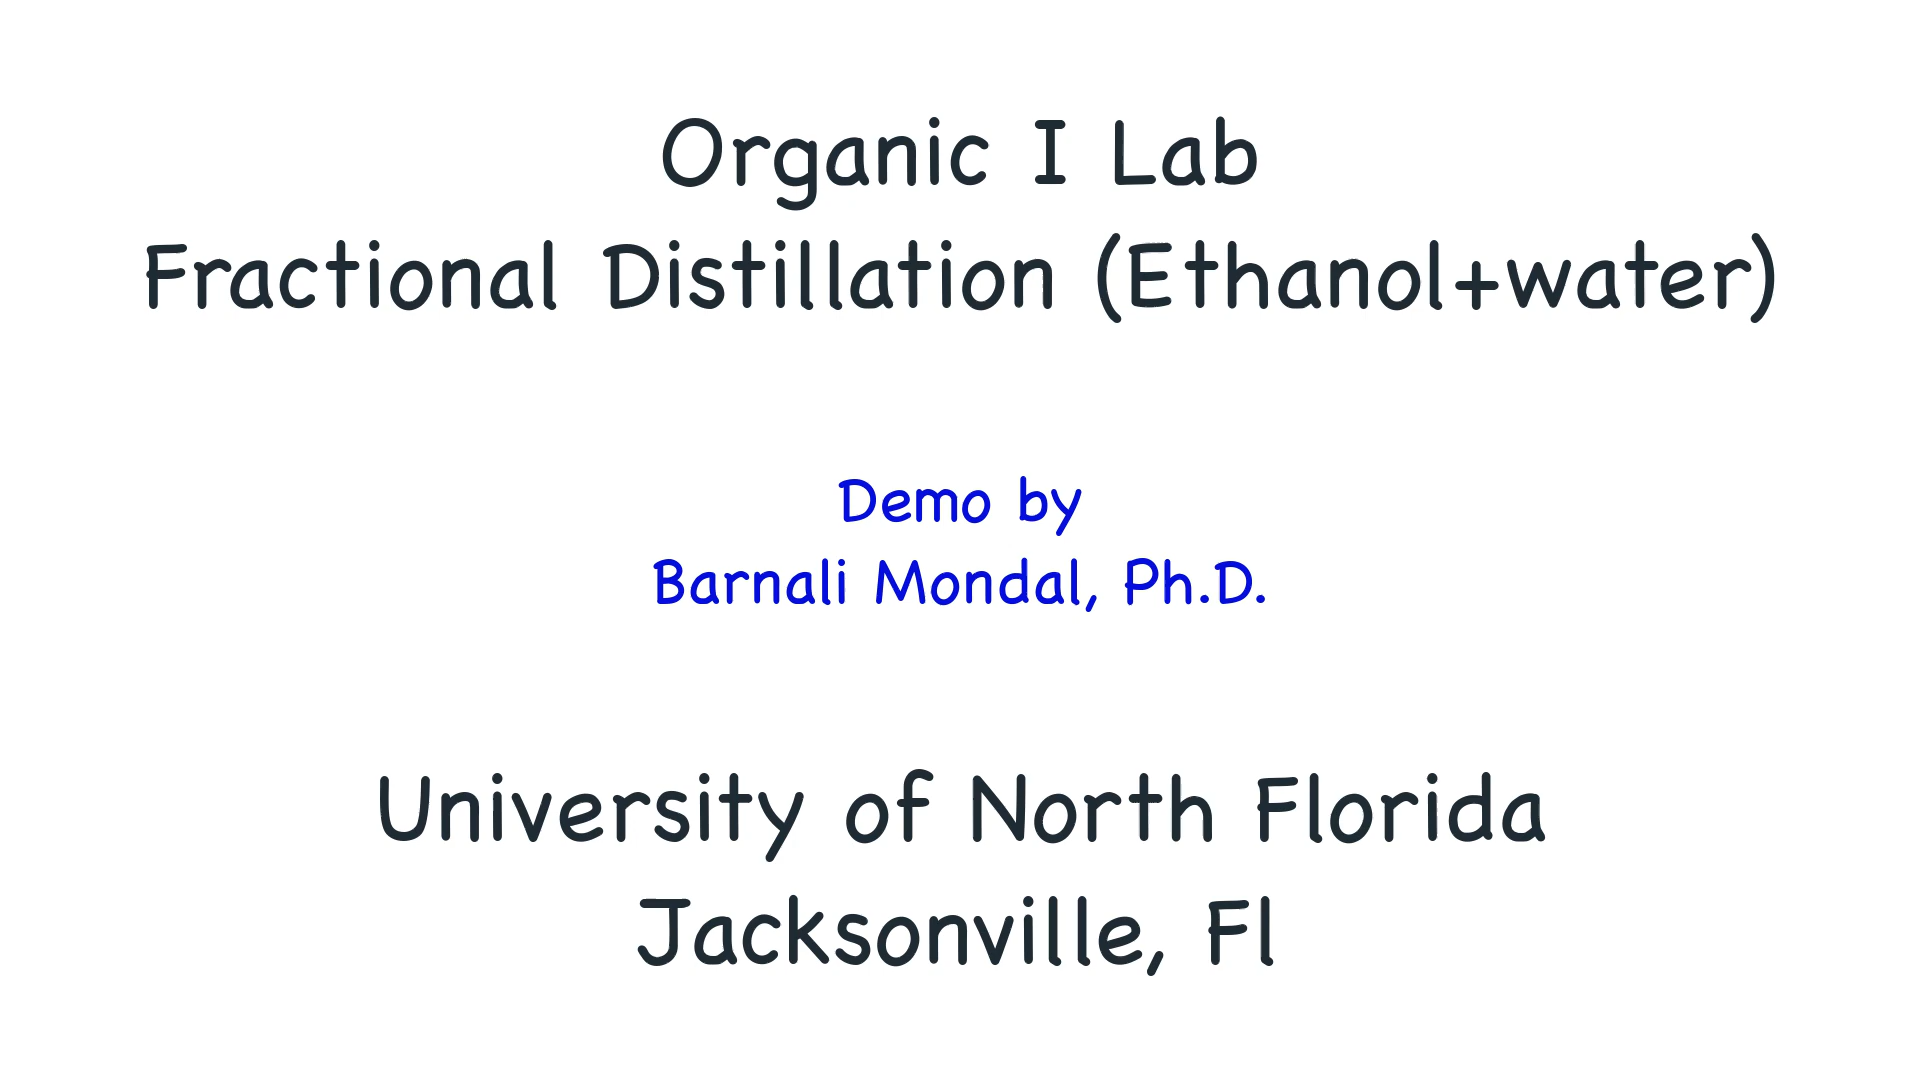 Organic I Lab
Fractional Distillation (Ethanol+water)
Demo by
Barnali Mondal, Ph.D.
University of North Florida
Jacksonville, Fl